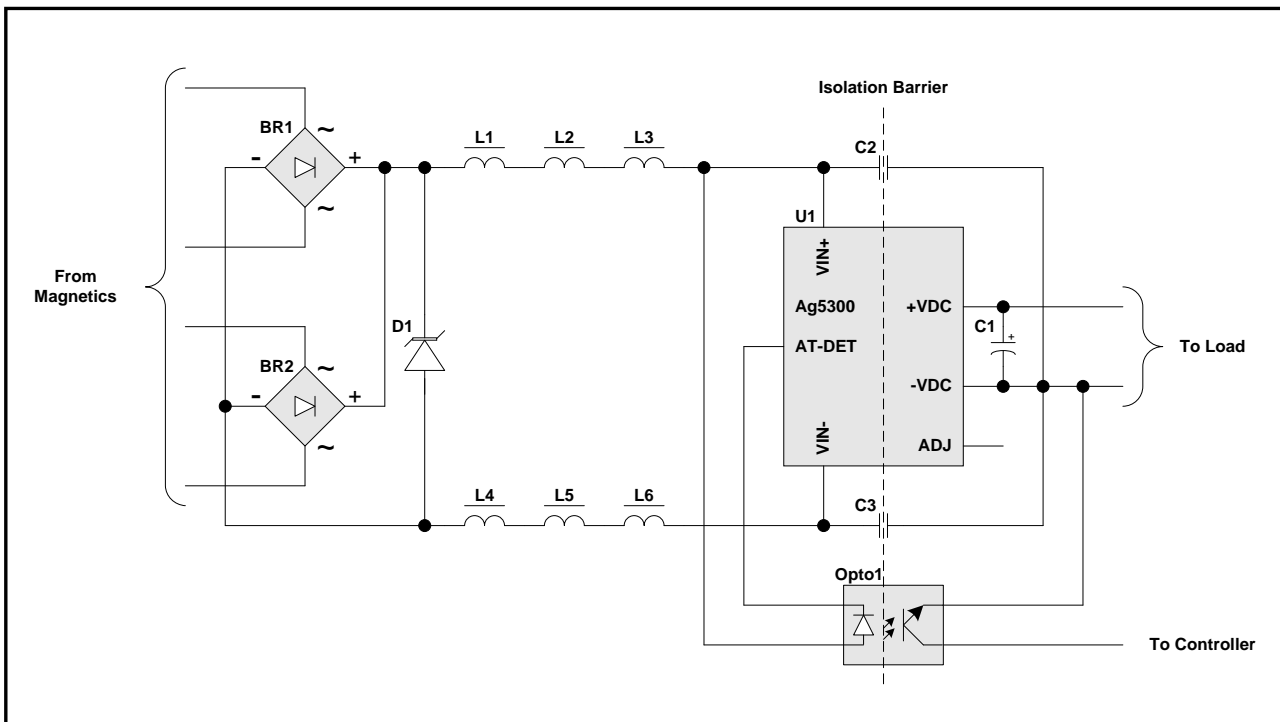 Isolation Barrier
BR1
~
-
+
~
L1
L2
L3
C2
U1
VIN+
Ag5300
+VDC
AT-DET
C1
+
-VDC
VIN-
ADJ
From
Magnetics
D1
To Load
BR2
~
-
+
~
L4
L5
L6
C3
Opto1
To Controller